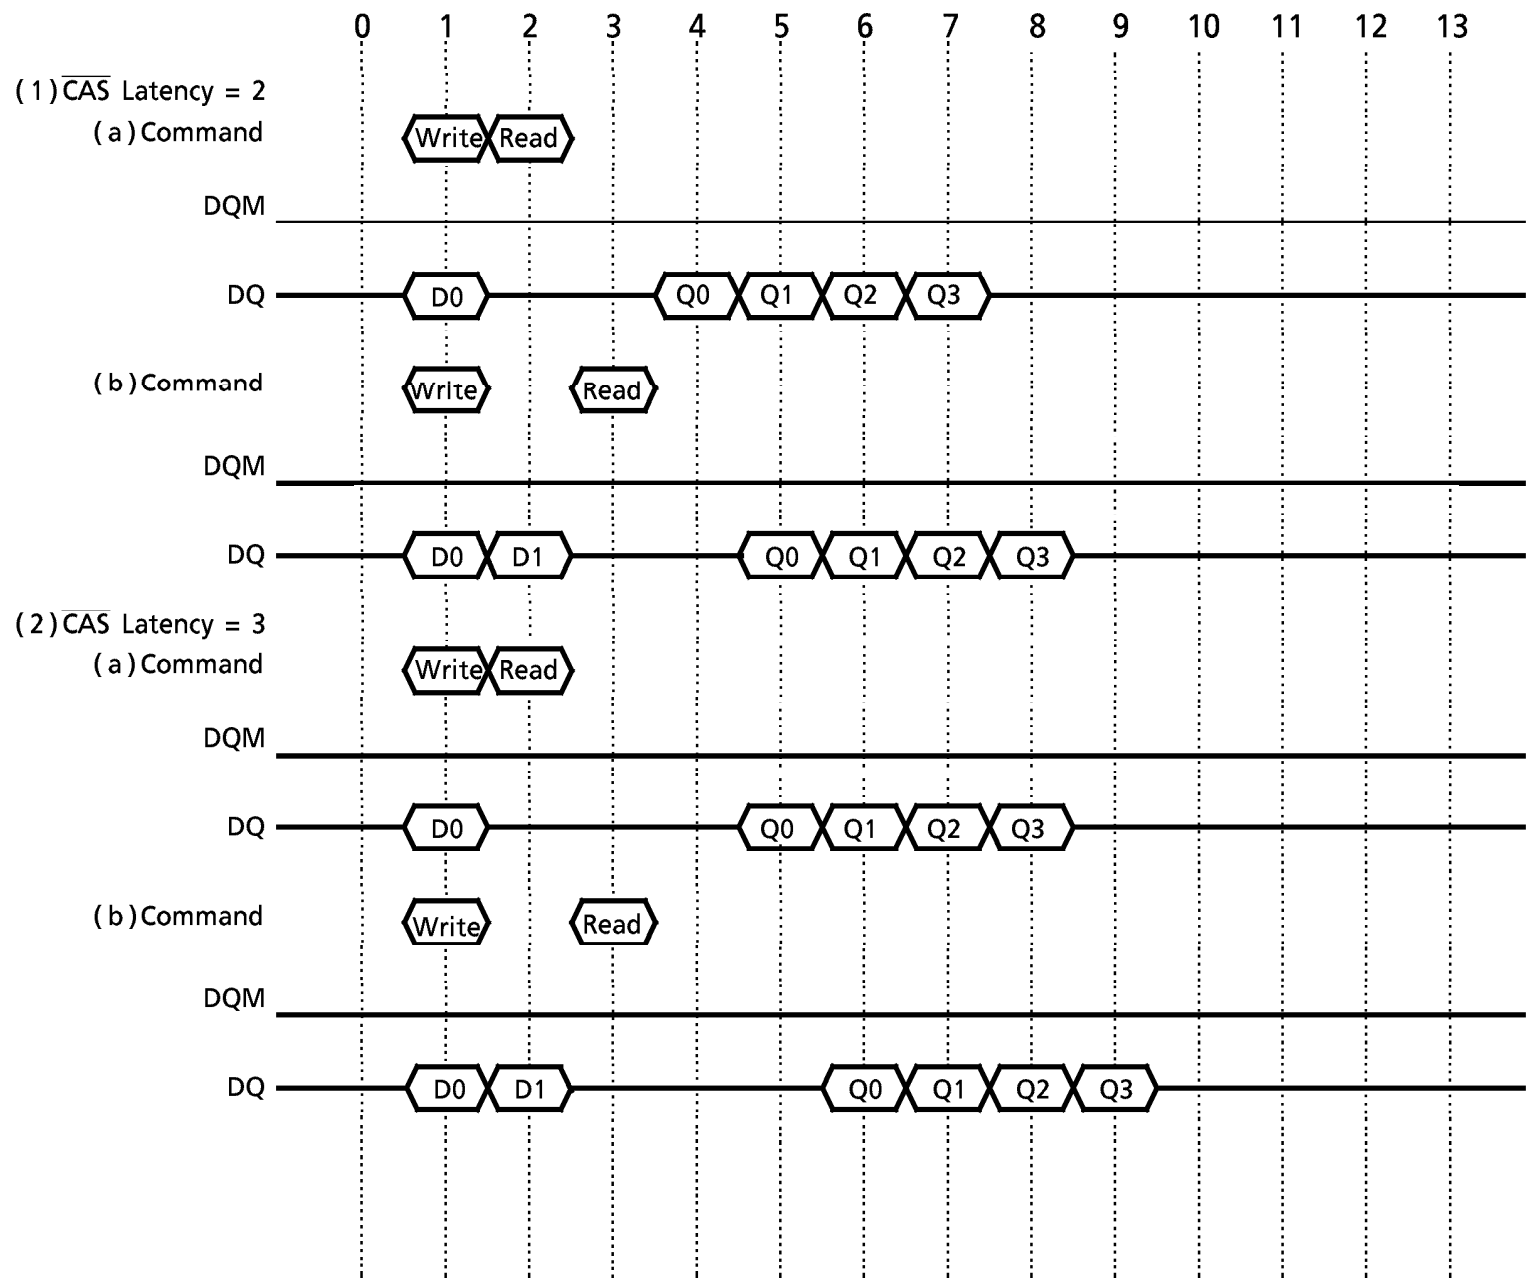 0 1 2 3 4 5 6 7 8 9 10 11 12 13
(1) CAS Latency = 2
(a) Command Write Read
DQM
DQ D0 Q0 Q1 Q2 Q3
(b) Command Write Read
DQM
DQ D0 D1 Q0 Q1 Q2 Q3
(2) CAS Latency = 3
(a) Command Write Read
DQM
DQ D0 Q0 Q1 Q2 Q3
(b) Command Write Read
DQM
DQ D0 D1 Q0 Q1 Q2 Q3